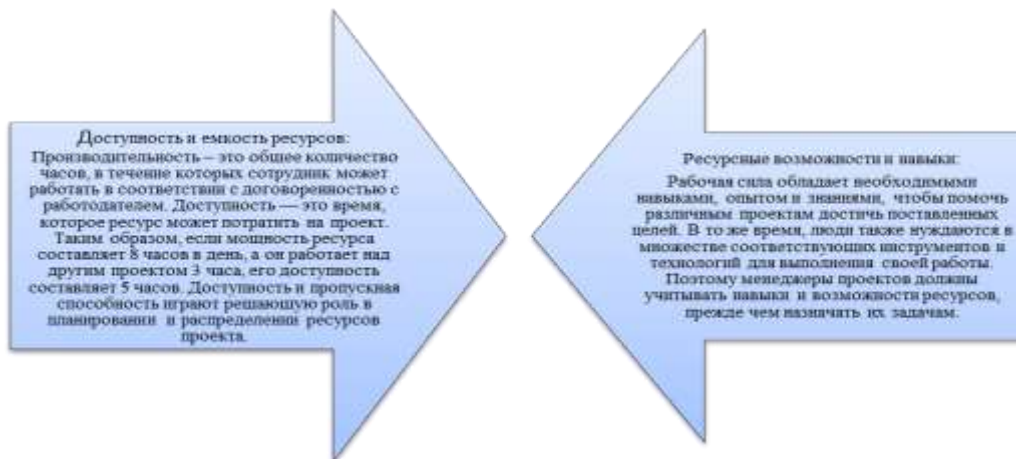 Доступность и емкость ресурсов:
Производительность – это общее количество
часов, в течение которых сотрудник может
работать в соответствии с договоренностью с
работодателем. Доступность — это время,
которое ресурс может потратить на проект.
Таким образом, если мощность ресурса
составляет 8 часов в день, а он работает над
другим проектом 3 часа, его доступность
составляет 5 часов. Доступность и пропускная
способность играют решающую роль в
планировании и распределении ресурсов
проекта.
Ресурсные возможности и навыки:
Рабочая сила обладает необходимыми
навыками, опытом и знаниями, чтобы помочь
различным проектам достичь поставленных
целей. В то же время, люди также нуждаются в
множестве соответствующих инструментов и
технологий для выполнения своей работы.
Поэтому менеджеры проектов должны
учитывать навыки и возможности ресурсов,
прежде чем назначать их задачам.